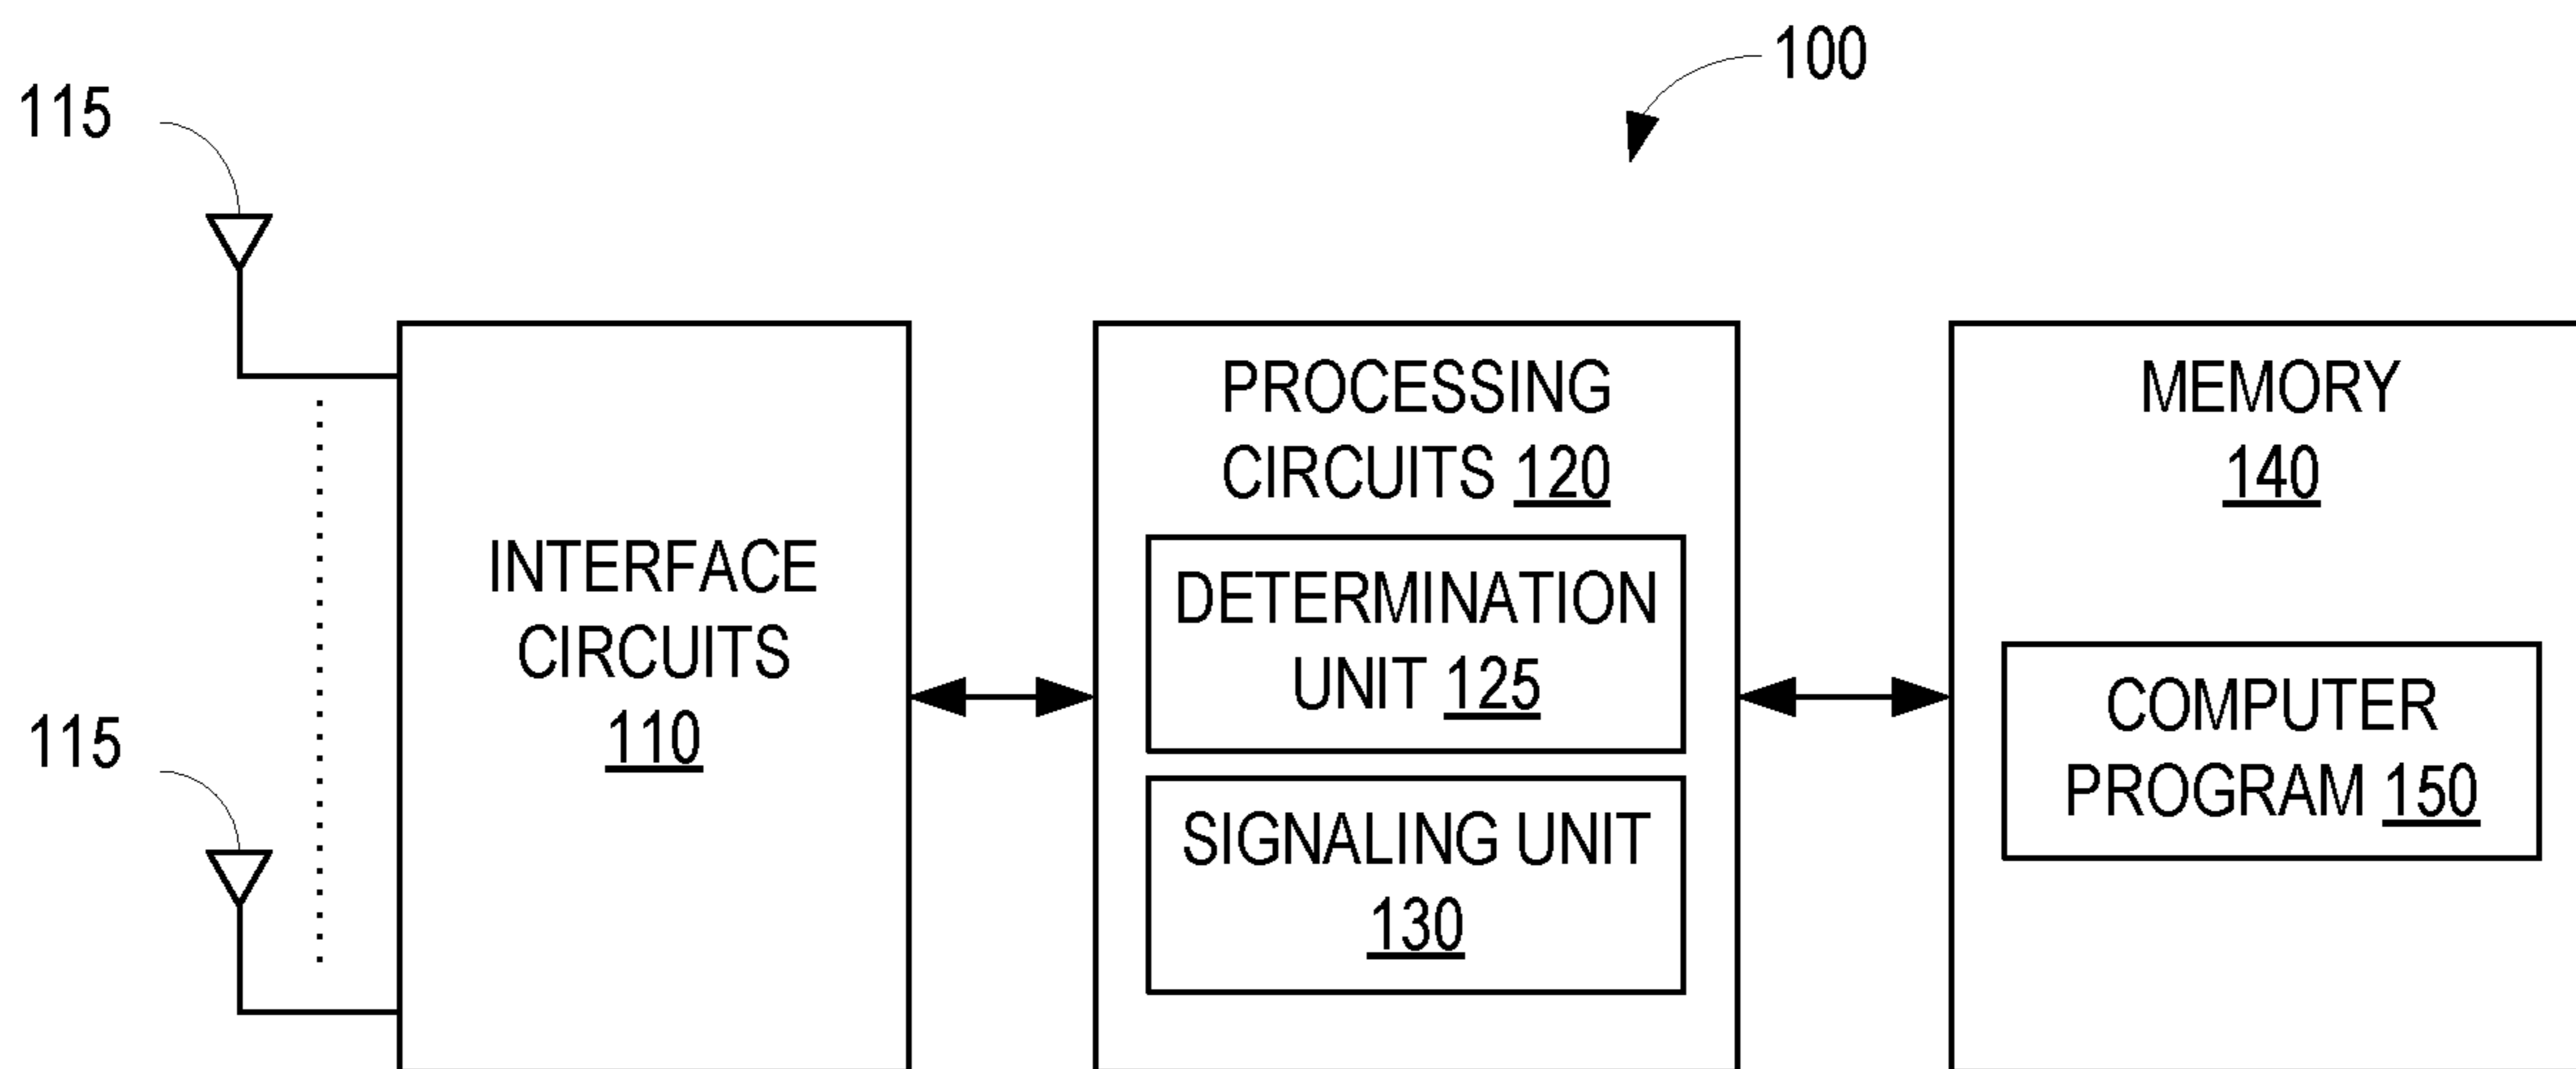 100
115
115
INTERFACE
CIRCUITS
110
PROCESSING
CIRCUITS 120
DETERMINATION
UNIT 125
SIGNALING UNIT
130
MEMORY
140
COMPUTER
PROGRAM 150